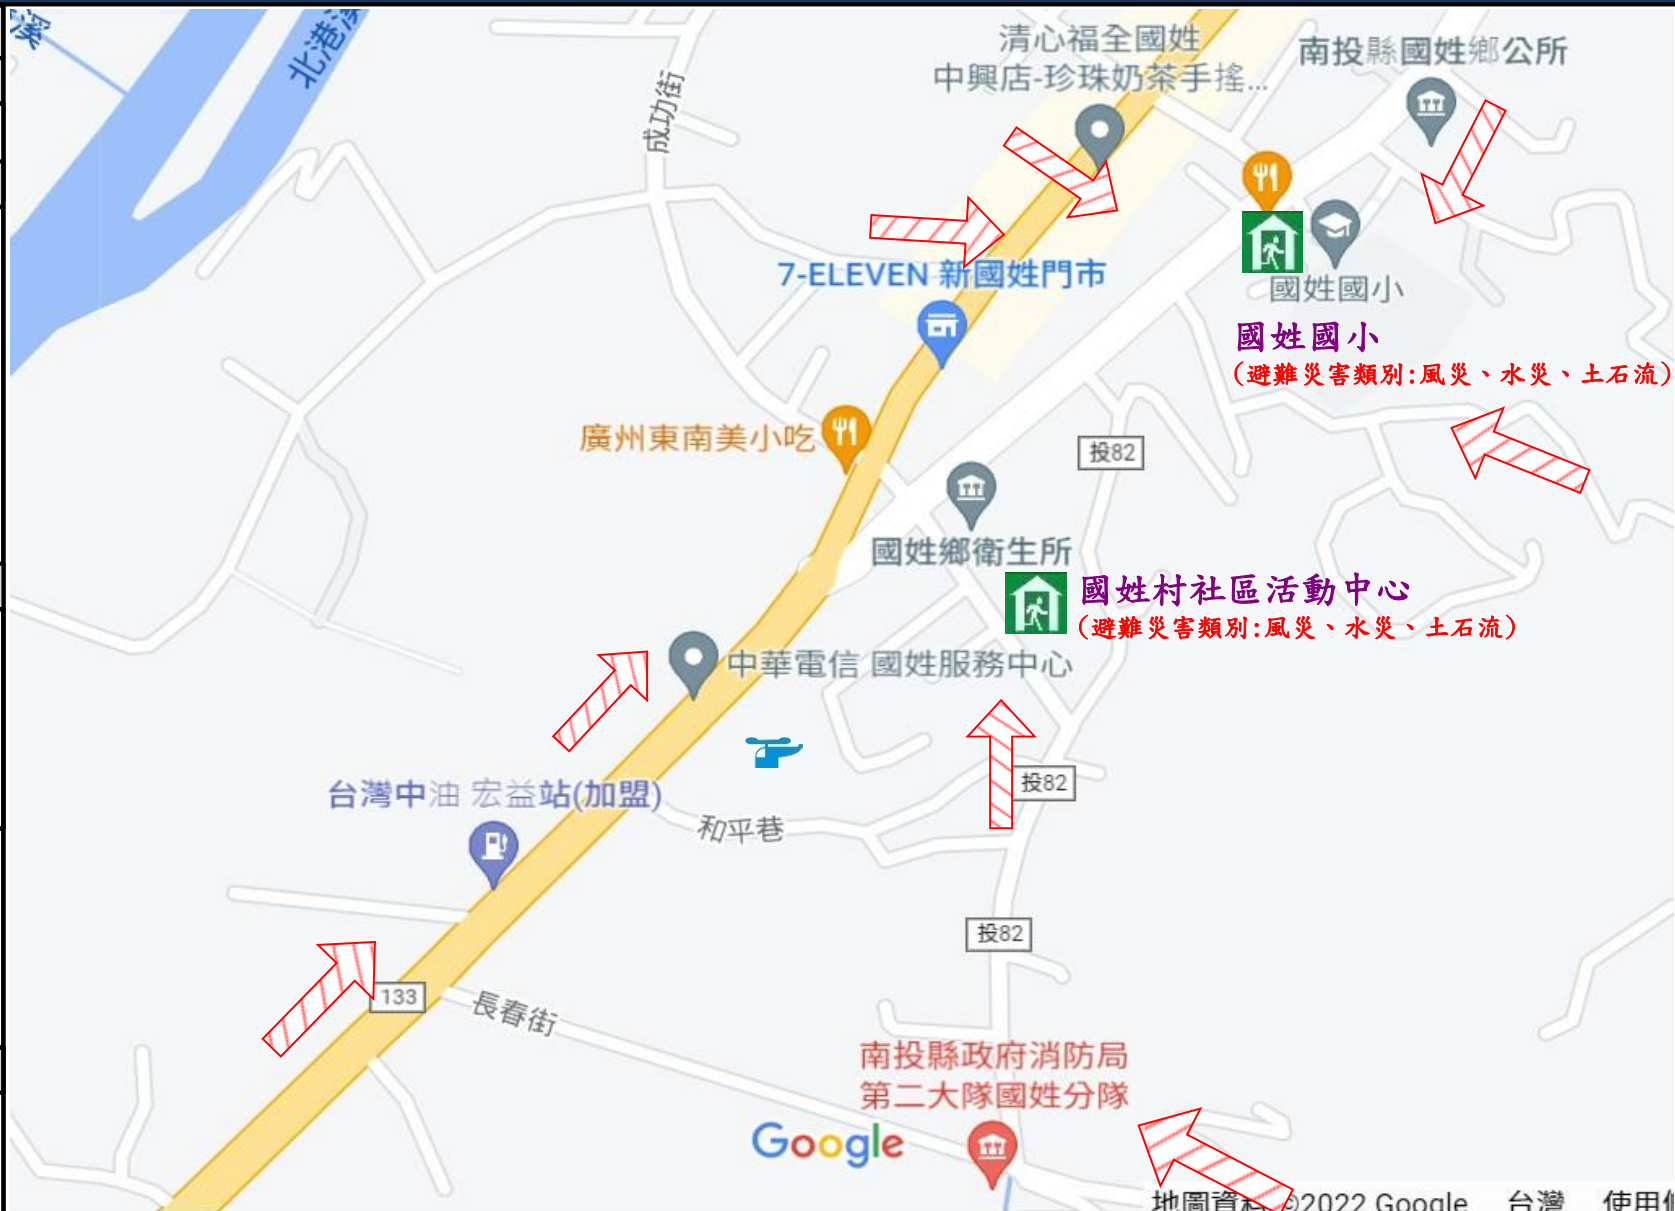 溪
北港溪
清心福全國姓
中興店-珍珠奶茶手搖...
南投縣國姓鄉公所
成功街
7-ELEVEN 新國姓門市
國姓國小
國姓國小
(避難災害類別:風災、水災、土石流)
廣州東南美小吃
投82
國姓鄉衛生所
國姓村社區活動中心
(避難災害類別:風災、水災、土石流)
中華電信 國姓服務中心
台灣中油 宏益站(加盟)
投82
和平巷
投82
133
長春街
南投縣政府消防局
第二大隊國姓分隊
Google
地圖資料 ©2022 Google 台灣 使用